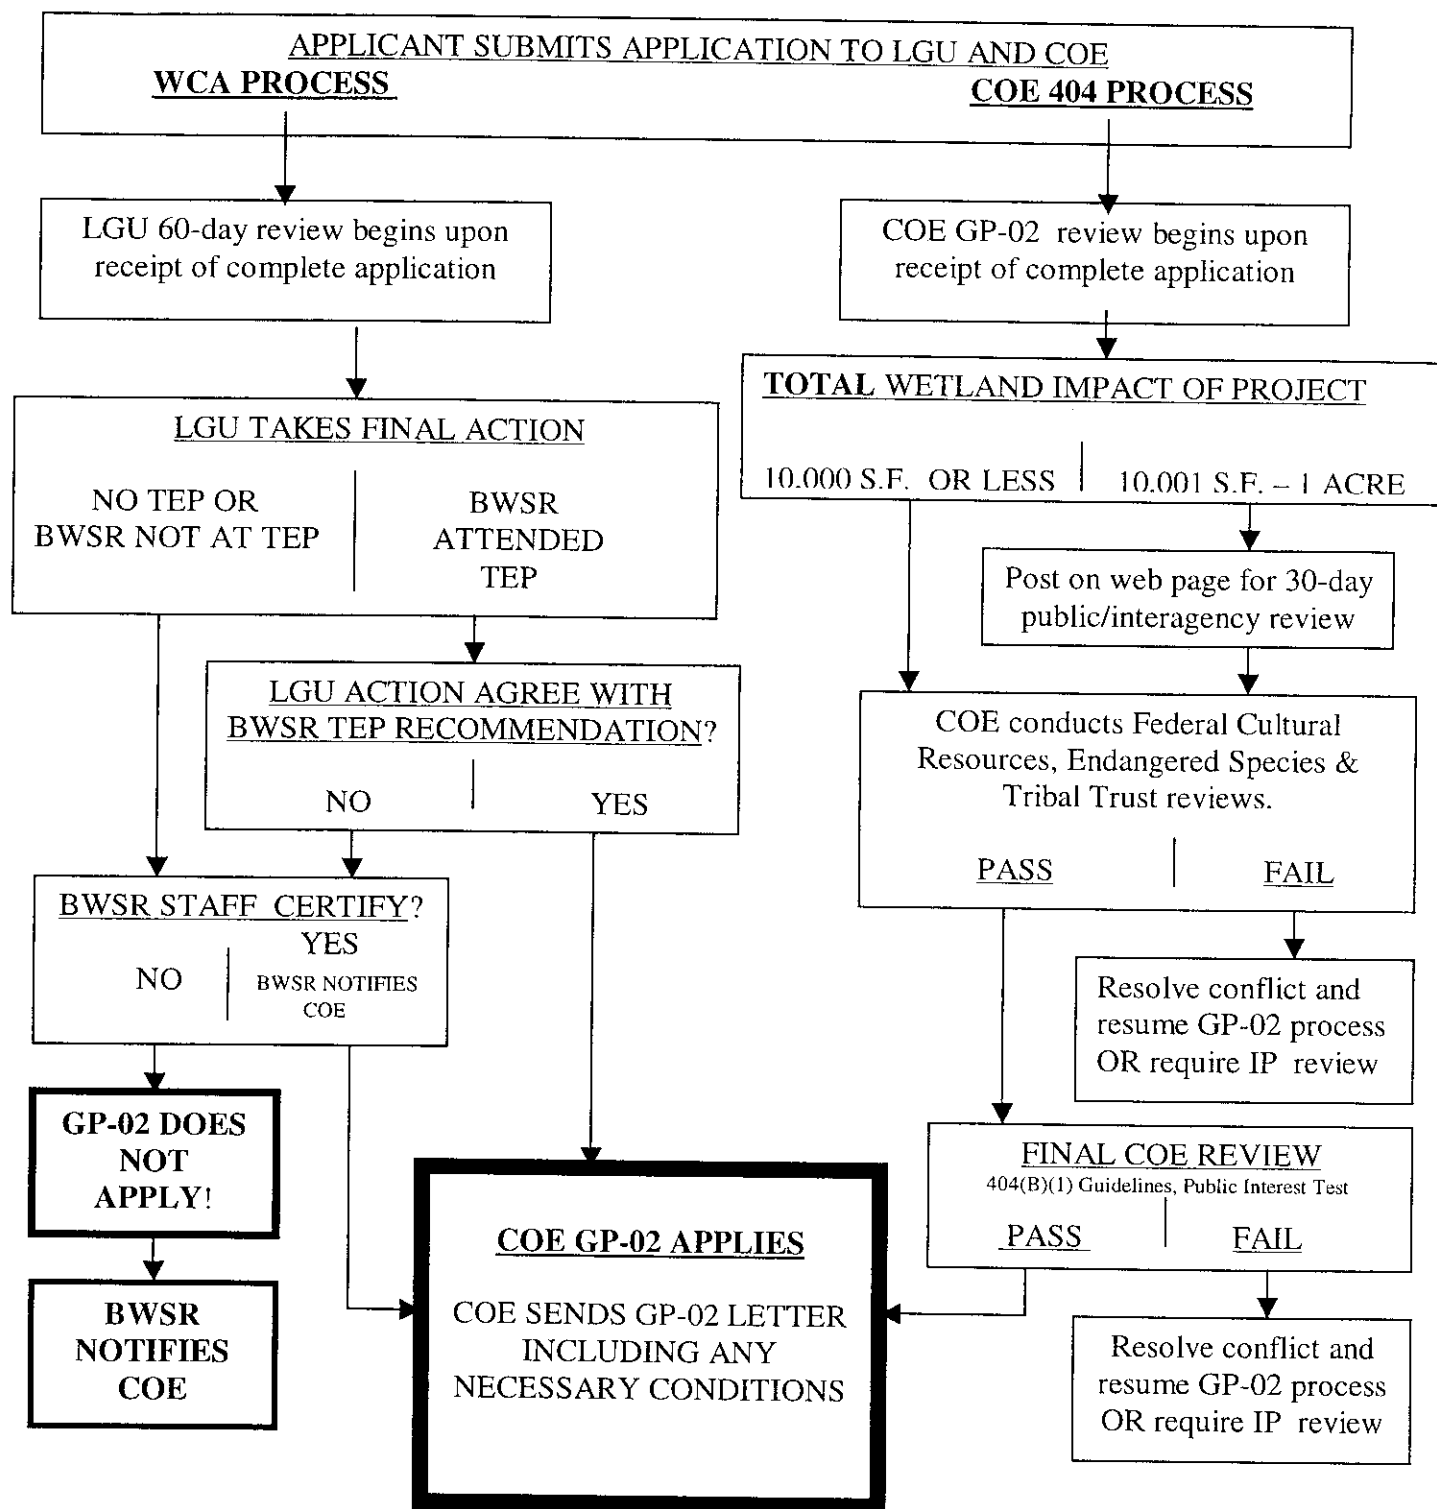 APPLICANT SUBMITS APPLICATION TO LGU AND COE
WCA PROCESS
COE 404 PROCESS
LGU 60-day review begins upon
receipt of complete application
COE GP-02 review begins upon
receipt of complete application
TOTAL WETLAND IMPACT OF PROJECT
10.000 S.F. OR LESS
10.001 S.F. – 1 ACRE
LGU TAKES FINAL ACTION
NO TEP OR
BWSR NOT AT TEP
BWSR
ATTENDED
TEP
Post on web page for 30-day
public/interagency review
LGU ACTION AGREE WITH
BWSR TEP RECOMMENDATION?
NO
YES
COE conducts Federal Cultural
Resources, Endangered Species &
Tribal Trust reviews.
PASS
FAIL
BWSR STAFF CERTIFY?
NO
YES
BWSR NOTIFIES
COE
Resolve conflict and
resume GP-02 process
OR require IP review
GP-02 DOES
NOT
APPLY!
BWSR
NOTIFIES
COE
FINAL COE REVIEW
404(B)(1) Guidelines, Public Interest Test
PASS
FAIL
COE GP-02 APPLIES
COE SENDS GP-02 LETTER
INCLUDING ANY
NECESSARY CONDITIONS
Resolve conflict and
resume GP-02 process
OR require IP review